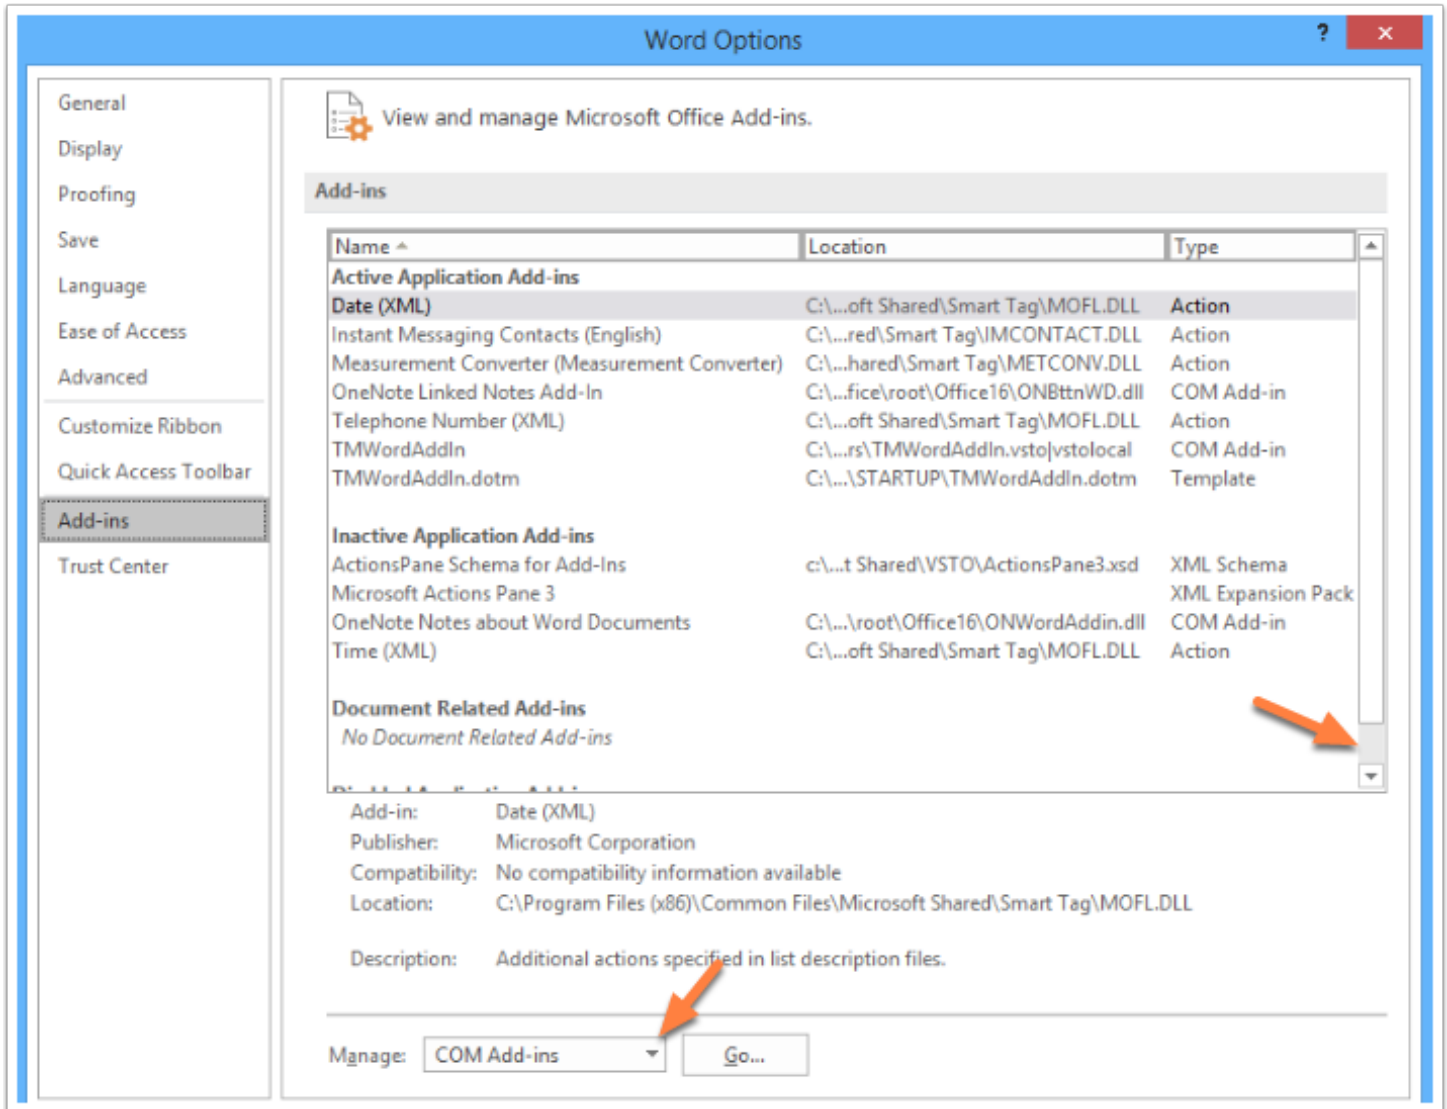 Word Options
?
General
Display
Proofing
Save
Language
Ease of Access
Advanced
Customize Ribbon
Quick Access Toolbar
Add-ins
Trust Center
View and manage Microsoft Office Add-ins.
Add-ins
Name Location Type
Active Application Add-ins
Date (XML) C:\...oft Shared\Smart Tag\MOFL.DLL Action
Instant Messaging Contacts (English) C:\...red\Smart Tag\IMCONTACT.DLL Action
Measurement Converter (Measurement Converter) C:\...hared\Smart Tag\METCONV.DLL Action
OneNote Linked Notes Add-In C:\...fice\root\Office16\ONBttnWD.dll COM Add-in
Telephone Number (XML) C:\...oft Shared\Smart Tag\MOFL.DLL Action
TMWordAddIn C:\...rs\TMWordAddIn.vsto|vstolocal COM Add-in
TMWordAddIn.dotm C:\...\STARTUP\TMWordAddIn.dotm Template
Inactive Application Add-ins
ActionsPane Schema for Add-Ins c:\...t Shared\VSTO\ActionsPane3.xsd XML Schema
Microsoft Actions Pane 3 XML Expansion Pack
OneNote Notes about Word Documents C:\...\root\Office16\ONWordAddin.dll COM Add-in
Time (XML) C:\...oft Shared\Smart Tag\MOFL.DLL Action
Document Related Add-ins
No Document Related Add-ins
Add-in: Date (XML)
Publisher: Microsoft Corporation
Compatibility: No compatibility information available
Location: C:\Program Files (x86)\Common Files\Microsoft Shared\Smart Tag\MOFL.DLL
Description: Additional actions specified in list description files.
Manage: COM Add-ins Go...